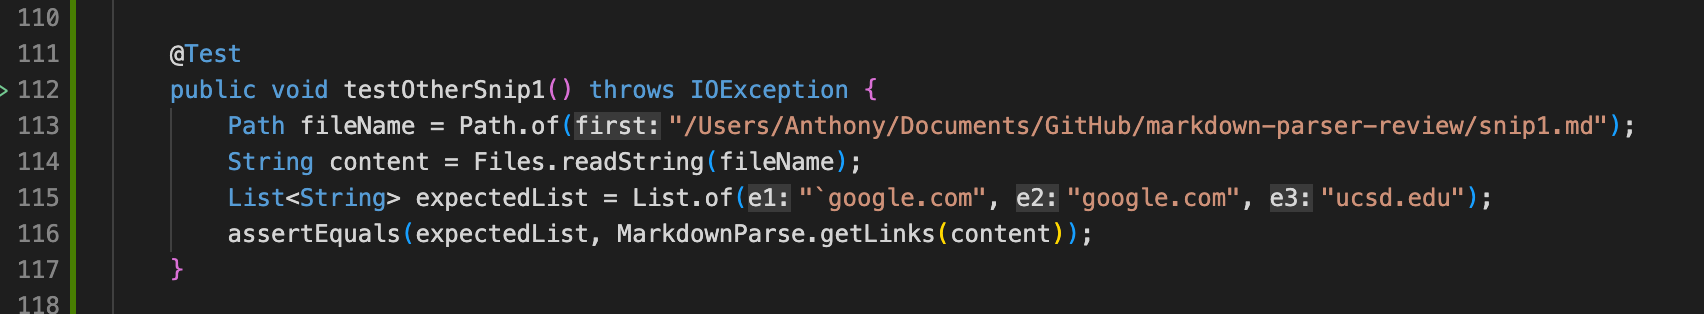 110
111 @Test
112 public void testOtherSnip1() throws IOException {
113 Path fileName = Path.of(first: "/Users/Anthony/Documents/GitHub/markdown-parser-review/snip1.md");
114 String content = Files.readString(fileName);
115 List<String> expectedList = List.of(e1: "`google.com", e2: "google.com", e3: "ucsd.edu");
116 assertEquals(expectedList, MarkdownParse.getLinks(content));
117 }
118